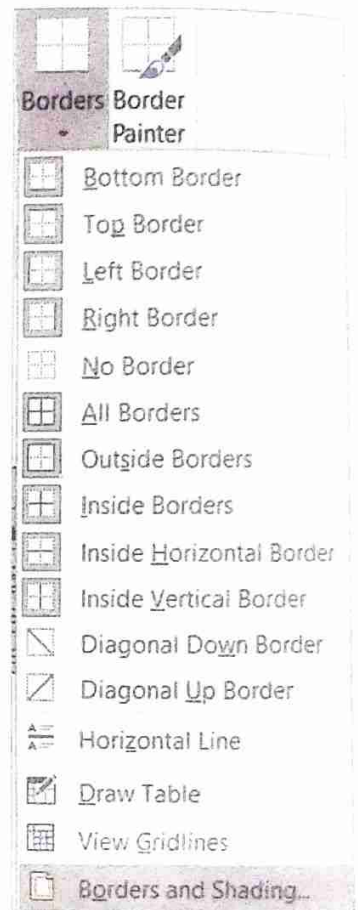 Borders Border
Painter
Bottom Border
Top Border
Left Border
Right Border
No Border
All Borders
Outside Borders
Inside Borders
Inside Horizontal Border
Inside Vertical Border
Diagonal Down Border
Diagonal Up Border
Horizontal Line
Draw Table
View Gridlines
Borders and Shading...